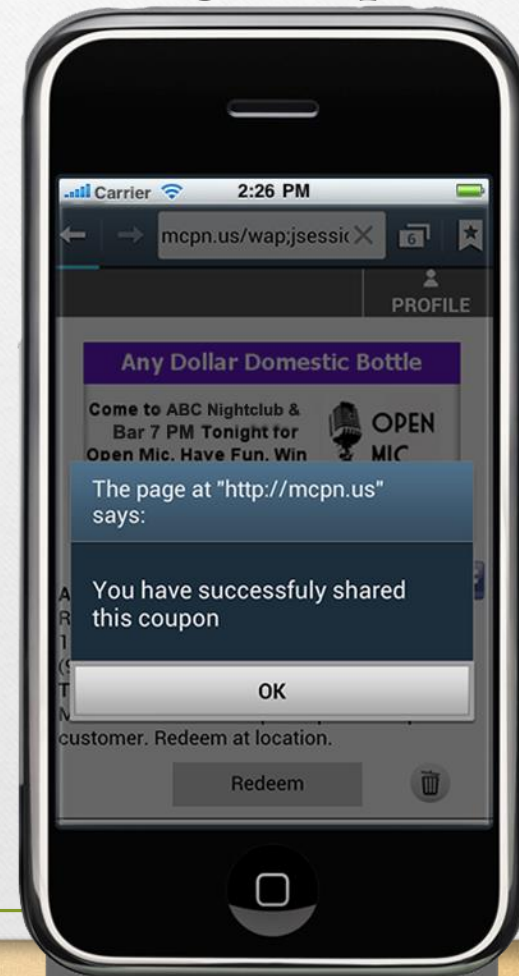 Carrier 2:26 PM
mcpn.us/wap;jsessic
6
PROFILE
Any Dollar Domestic Bottle
Come to ABC Nightclub &
Bar 7 PM Tonight for
Open Mic. Have Fun. Win
OPEN
MIC
The page at "http://mcpn.us"
says:
You have successfuly shared
this coupon
OK
customer. Redeem at location.
Redeem